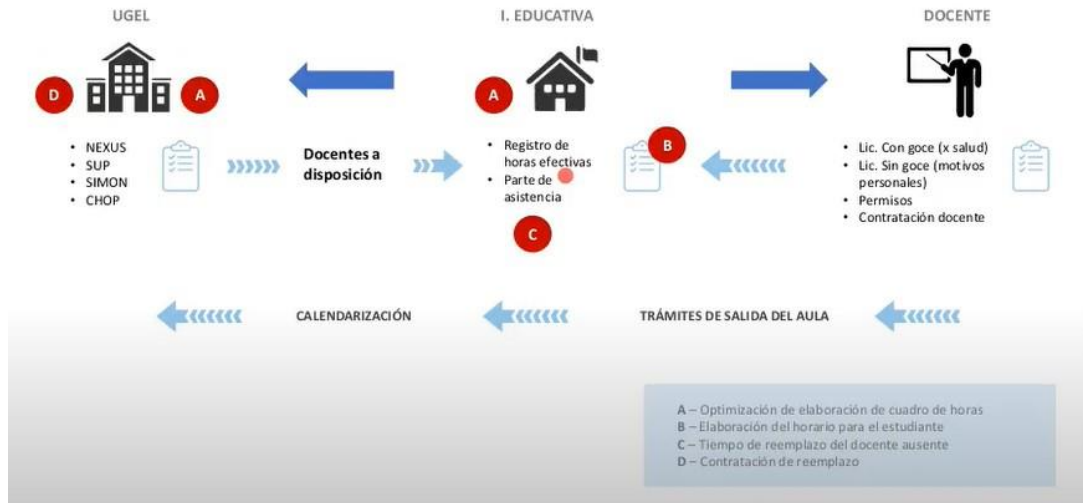 UGEL
I. EDUCATIVA
DOCENTE
D
A
A
B
• NEXUS
• SUP
• SIMON
• CHOP
Docentes a
disposición
• Registro de
horas efectivas
• Parte de
asistencia
C
• Lic. Con goce (x salud)
• Lic. Sin goce (motivos
personales)
• Permisos
• Contratación docente
CALENDARIZACIÓN
TRÁMITES DE SALIDA DEL AULA
A – Optimización de elaboración de cuadro de horas
B – Elaboración del horario para el estudiante
C – Tiempo de reemplazo del docente ausente
D – Contratación de reemplazo